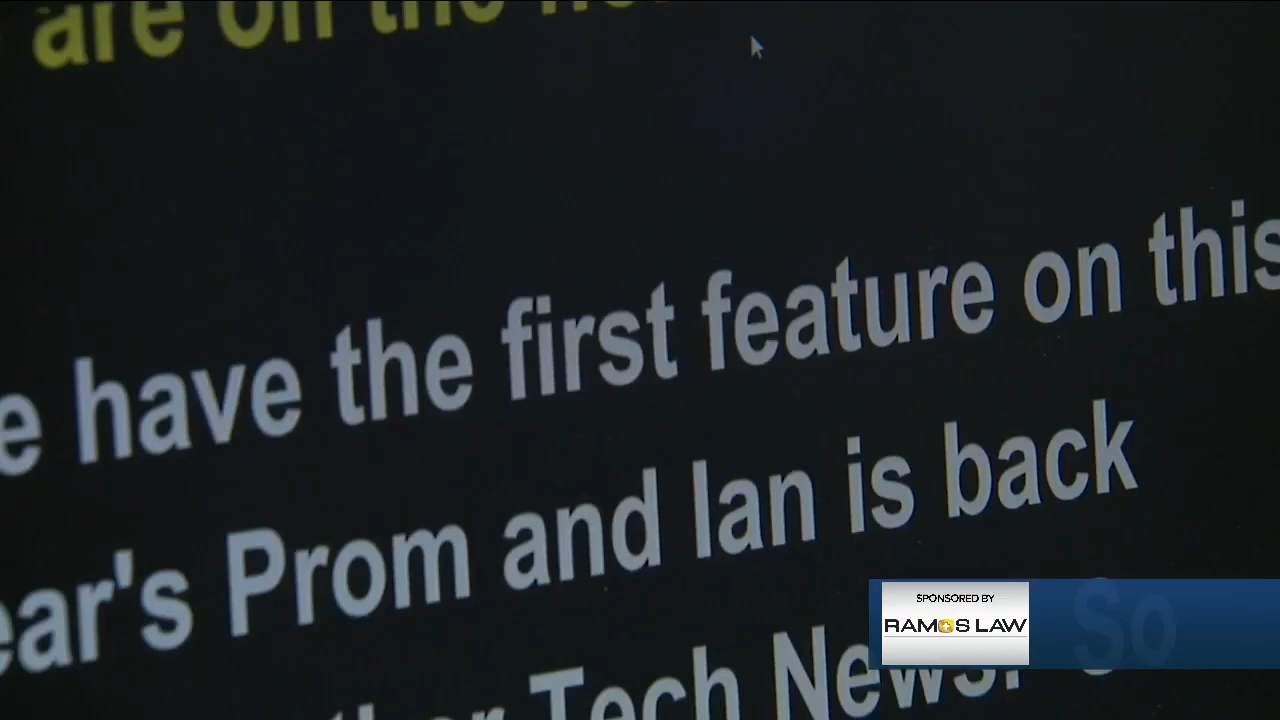 are on the
e have the first feature on this
ear's Prom and Ian is back
Tech News! So
SPONSORED BY
RAMOS LAW